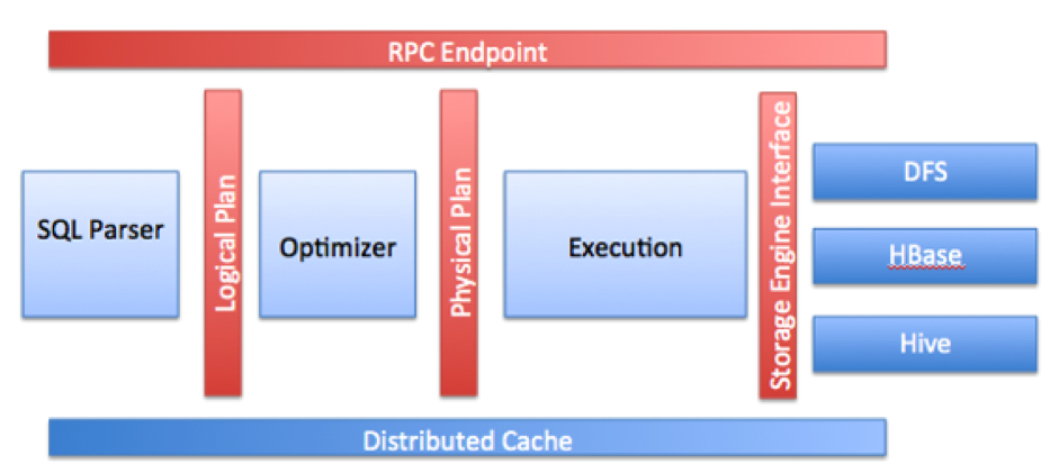 RPC Endpoint
SQL Parser
Logical Plan
Optimizer
Physical Plan
Execution
Storage Engine Interface
DFS
HBase
Hive
Distributed Cache